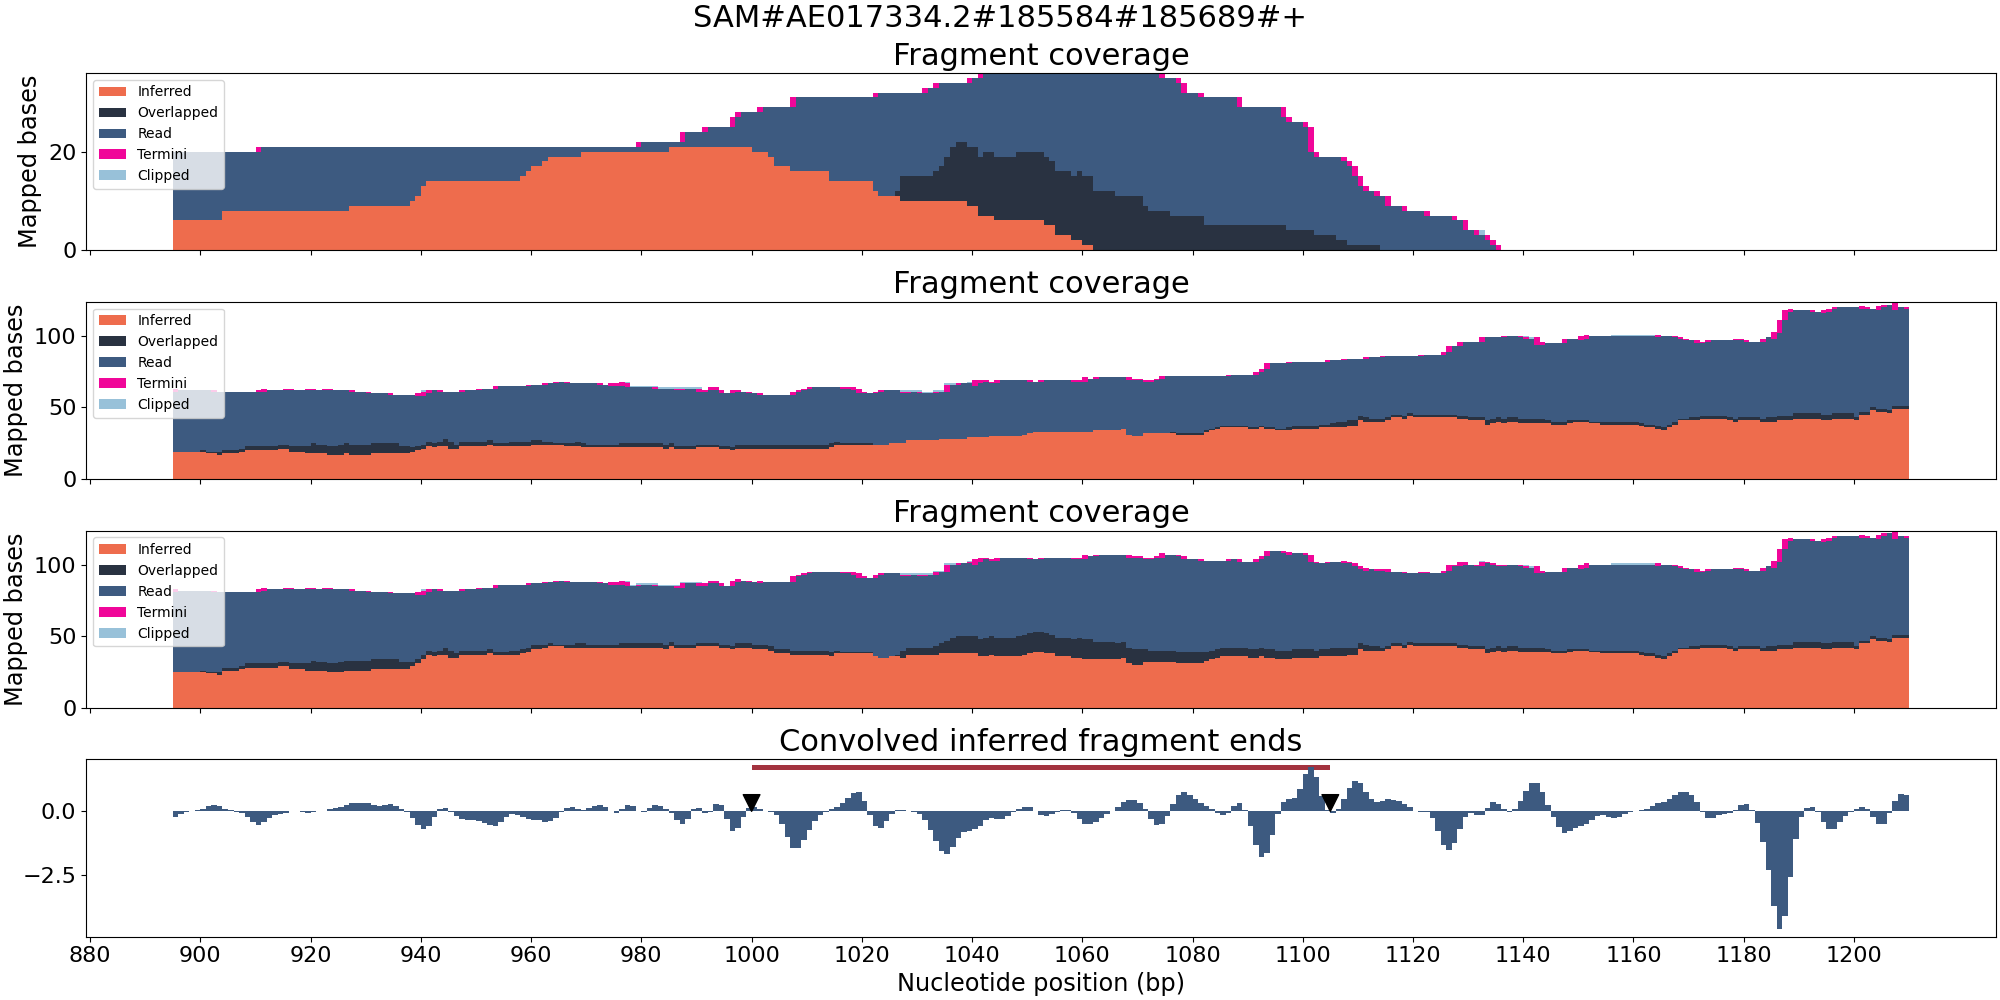 SAM#AE017334.2#185584#185689#+
Fragment coverage
Mapped bases
20
0
Inferred
Overlapped
Read
Termini
Clipped
Fragment coverage
Mapped bases
100
50
0
Inferred
Overlapped
Read
Termini
Clipped
Fragment coverage
Mapped bases
100
50
0
Inferred
Overlapped
Read
Termini
Clipped
Convolved inferred fragment ends
0.0
−2.5
880 900 920 940 960 980 1000 1020 1040 1060 1080 1100 1120 1140 1160 1180 1200
Nucleotide position (bp)